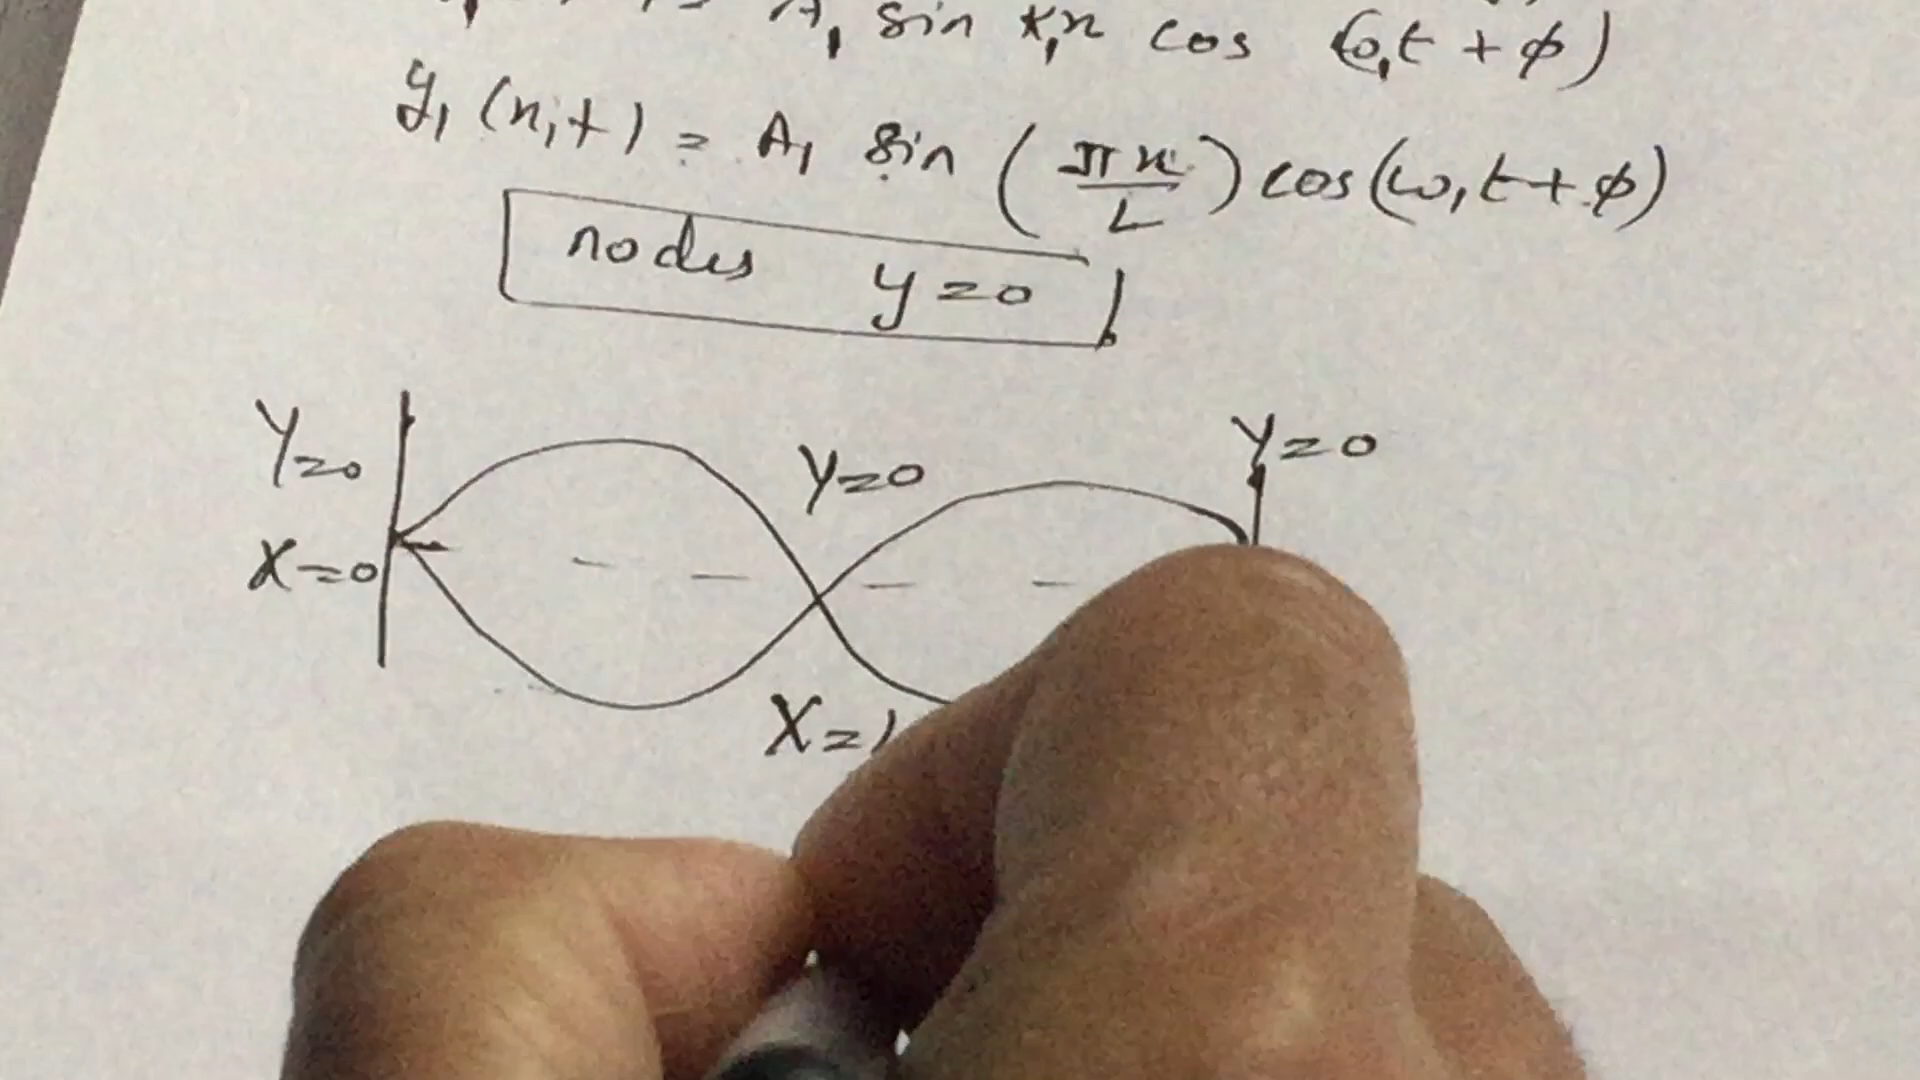 A₁ sin k₁x cos (ω₁t + φ)
y₁ (x,t) = A₁ sin (πx/L) cos(ω₁t + φ)
nodes y=0
Y=0 Y=0 Y=0
X=0
X=